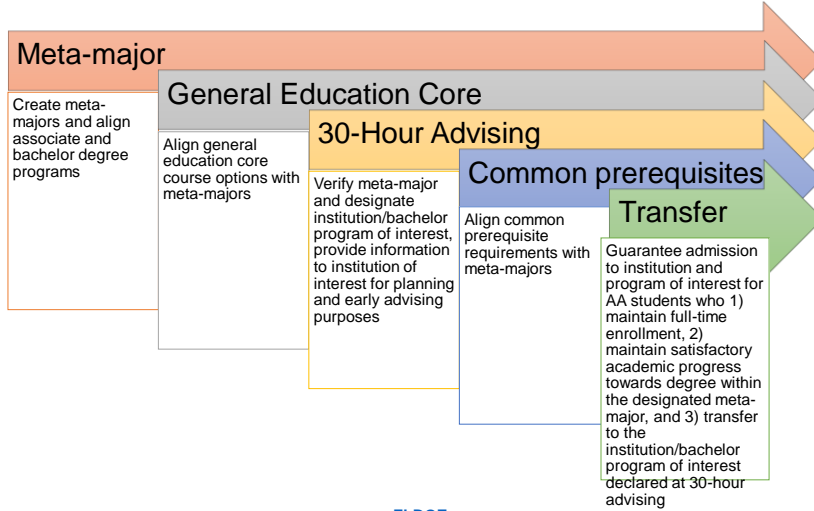 Meta-major
Create meta-
majors and align
associate and
bachelor degree
programs
General Education Core
Align general
education core
course options with
meta-majors
30-Hour Advising
Verify meta-major
and designate
institution/bachelor
program of interest,
provide information
to institution of
interest for planning
and early advising
purposes
Common prerequisites
Align common
prerequisite
requirements with
meta-majors
Transfer
Guarantee admission
to institution and
program of interest for
AA students who 1)
maintain full-time
enrollment, 2)
maintain satisfactory
academic progress
towards degree within
the designated meta-
major, and 3) transfer
to the
institution/bachelor
program of interest
declared at 30-hour
advising